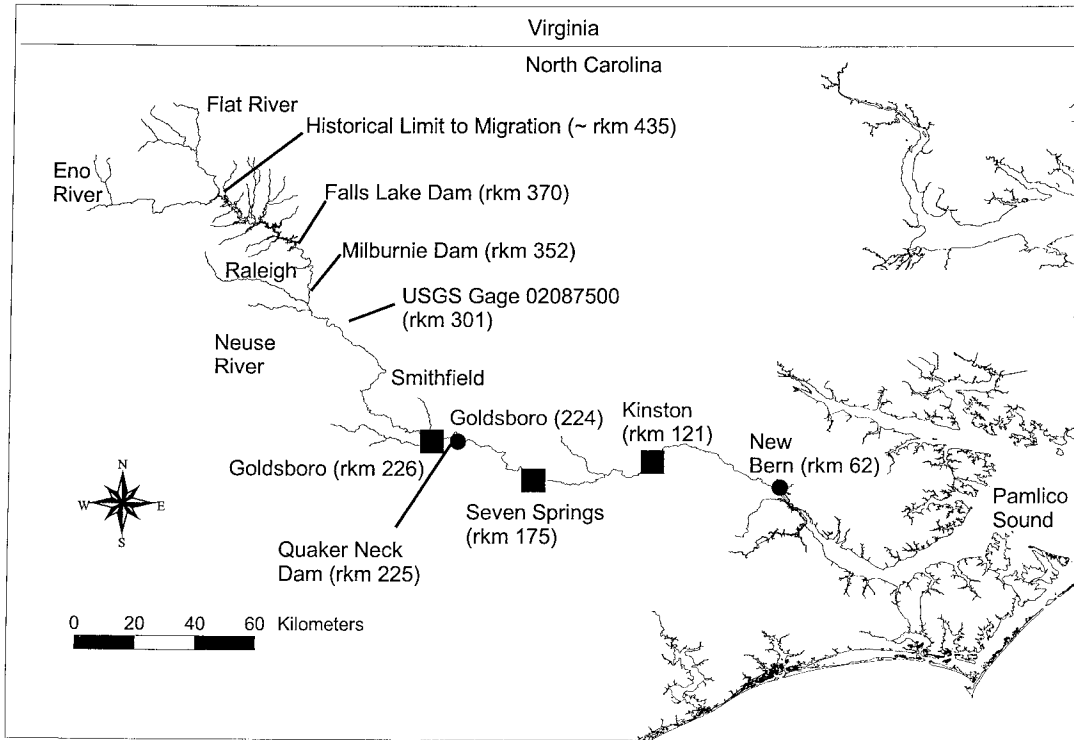 Virginia
North Carolina
Flat River
Historical Limit to Migration (~ rkm 435)
Eno
River
Falls Lake Dam (rkm 370)
Milburnie Dam (rkm 352)
Raleigh
USGS Gage 02087500
(rkm 301)
Neuse
River
Smithfield
Goldsboro (224)
Kinston
(rkm 121)
New
Bern (rkm 62)
Goldsboro (rkm 226)
Seven Springs
(rkm 175)
Pamlico
Sound
Quaker Neck
Dam (rkm 225)
N
W
E
S
0 20 40 60 Kilometers